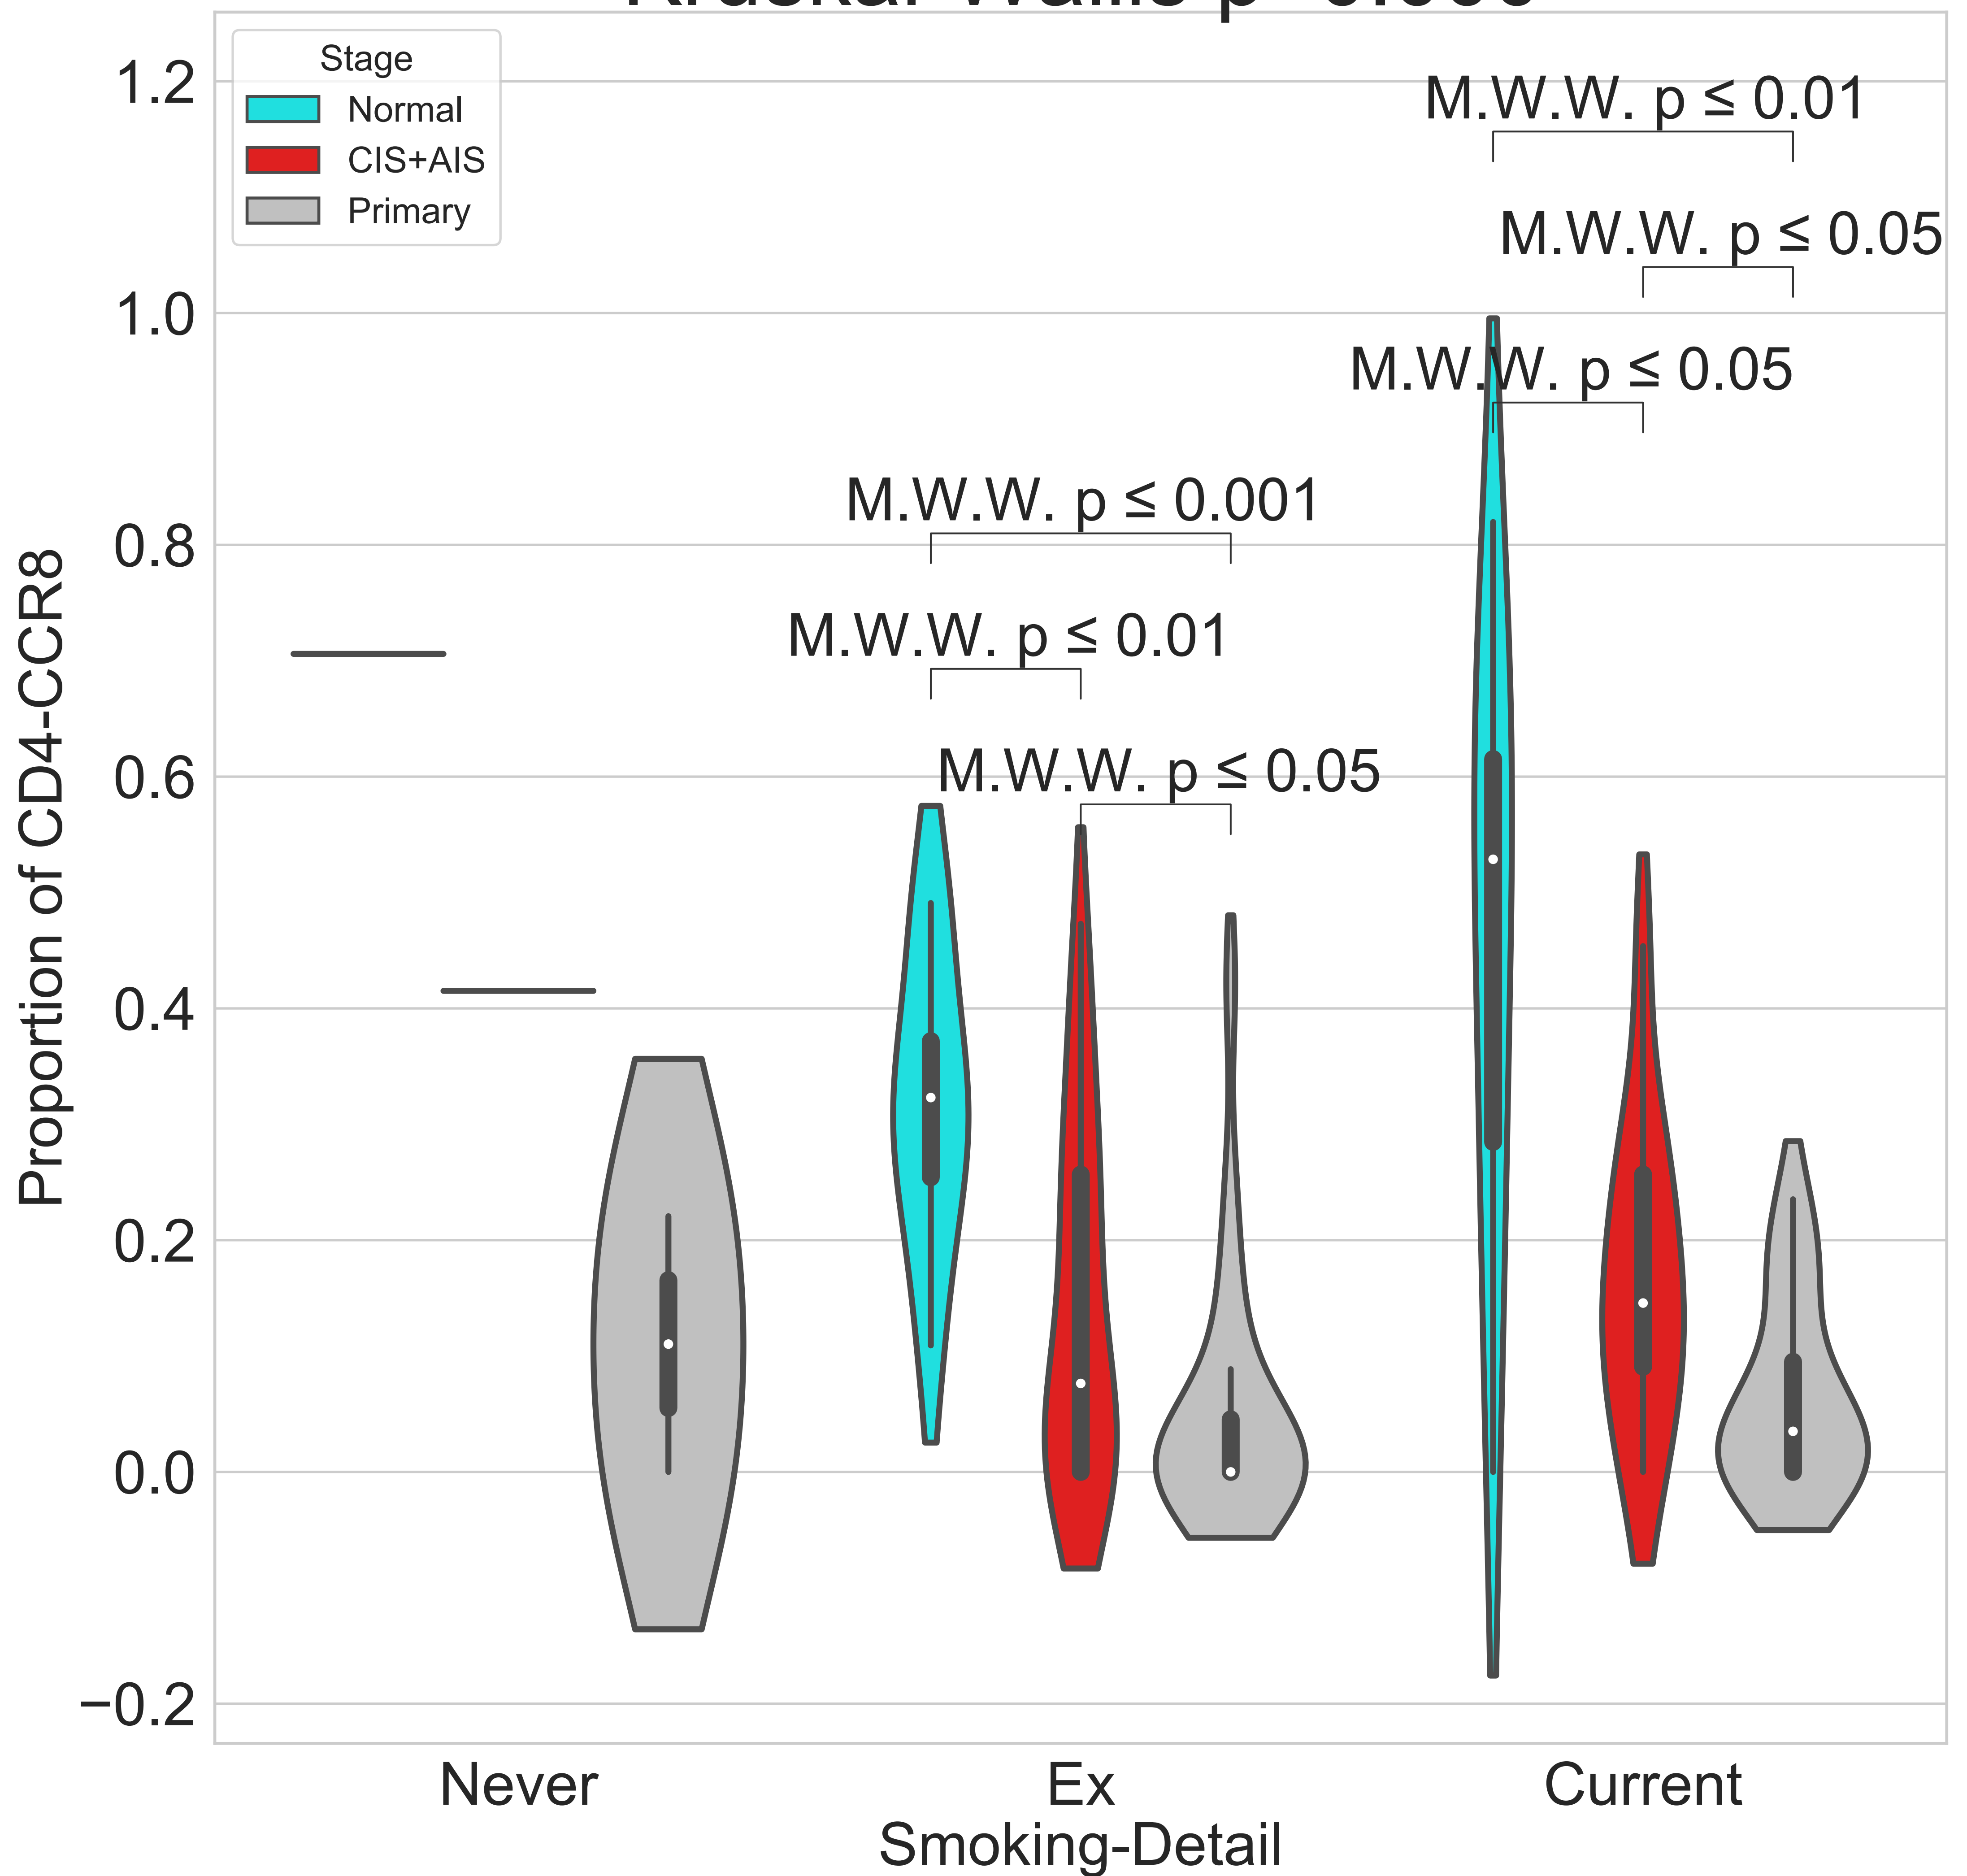 Stage
Normal
CIS+AIS
Primary
1.2
1.0
0.8
0.6
0.4
0.2
0.0
−0.2
Proportion of CD4-CCR8
M.W.W. p ≤ 0.01
M.W.W. p ≤ 0.05
M.W.W. p ≤ 0.05
M.W.W. p ≤ 0.001
M.W.W. p ≤ 0.01
M.W.W. p ≤ 0.05
Never
Ex
Current
Smoking-Detail